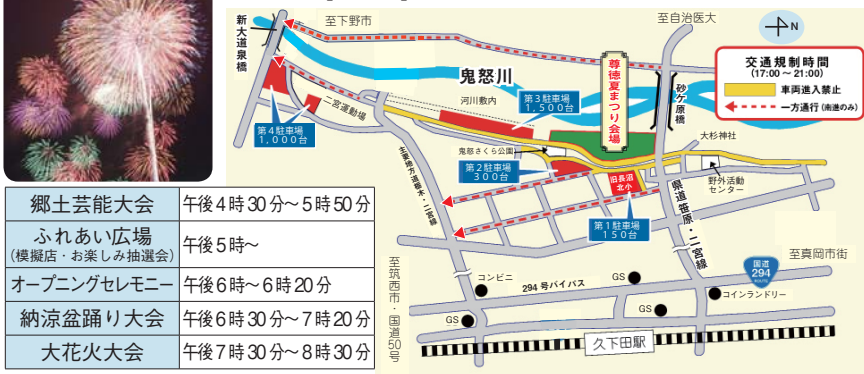 郷土芸能大会 午後4時30分～5時50分
ふれあい広場
(模擬店・お楽しみ抽選会) 午後5時～
オープニングセレモニー 午後6時～6時20分
納涼盆踊り大会 午後6時30分～7時20分
大花火大会 午後7時30分～8時30分
新大道泉橋
至下野市
至自治医大
N
交通規制時間
(17:00～21:00)
車両進入禁止
一方通行(南進のみ)
鬼怒川
尊徳夏まつり会場
砂ケ原橋
河川敷内
第3駐車場
1,500台
二宮運動場
第4駐車場
1,000台
大杉神社
鬼怒さくら公園
第2駐車場
300台
旧長沼
北小
野外活動
センター
第1駐車場
150台
主要地方道栃木・二宮線
県道笹原・二宮線
至真岡市街
国道
294
ROUTE
至筑西市・国道50号
コンビニ
294号バイパス
GS
コインランドリー
GS
GS
久下田駅